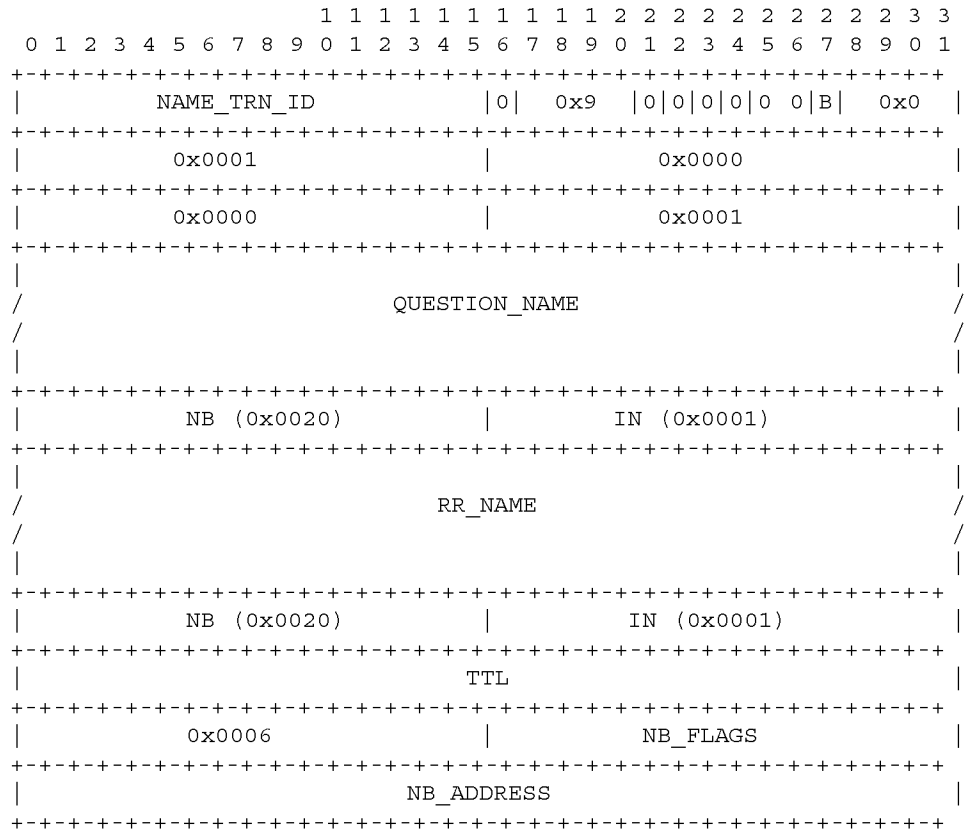 1 1 1 1 1 1 1 1 1 1 2 2 2 2 2 2 2 2 2 2 3 3
 0 1 2 3 4 5 6 7 8 9 0 1 2 3 4 5 6 7 8 9 0 1 2 3 4 5 6 7 8 9 0 1
+-+-+-+-+-+-+-+-+-+-+-+-+-+-+-+-+-+-+-+-+-+-+-+-+-+-+-+-+-+-+-+-+
|         NAME_TRN_ID            |0|  0x9  |0|0|0|0|0 0|B|  0x0  |
+-+-+-+-+-+-+-+-+-+-+-+-+-+-+-+-+-+-+-+-+-+-+-+-+-+-+-+-+-+-+-+-+
|          0x0001                |           0x0000              |
+-+-+-+-+-+-+-+-+-+-+-+-+-+-+-+-+-+-+-+-+-+-+-+-+-+-+-+-+-+-+-+-+
|          0x0000                |           0x0001              |
+-+-+-+-+-+-+-+-+-+-+-+-+-+-+-+-+-+-+-+-+-+-+-+-+-+-+-+-+-+-+-+-+
|                                                                |
/                         QUESTION_NAME                          /
/                                                                /
|                                                                |
+-+-+-+-+-+-+-+-+-+-+-+-+-+-+-+-+-+-+-+-+-+-+-+-+-+-+-+-+-+-+-+-+
|           NB (0x0020)          |        IN (0x0001)            |
+-+-+-+-+-+-+-+-+-+-+-+-+-+-+-+-+-+-+-+-+-+-+-+-+-+-+-+-+-+-+-+-+
|                                                                |
/                            RR_NAME                             /
/                                                                /
|                                                                |
+-+-+-+-+-+-+-+-+-+-+-+-+-+-+-+-+-+-+-+-+-+-+-+-+-+-+-+-+-+-+-+-+
|           NB (0x0020)          |         IN (0x0001)           |
+-+-+-+-+-+-+-+-+-+-+-+-+-+-+-+-+-+-+-+-+-+-+-+-+-+-+-+-+-+-+-+-+
|                              TTL                               |
+-+-+-+-+-+-+-+-+-+-+-+-+-+-+-+-+-+-+-+-+-+-+-+-+-+-+-+-+-+-+-+-+
|           0x0006               |          NB_FLAGS             |
+-+-+-+-+-+-+-+-+-+-+-+-+-+-+-+-+-+-+-+-+-+-+-+-+-+-+-+-+-+-+-+-+
|                          NB_ADDRESS                            |
+-+-+-+-+-+-+-+-+-+-+-+-+-+-+-+-+-+-+-+-+-+-+-+-+-+-+-+-+-+-+-+-+